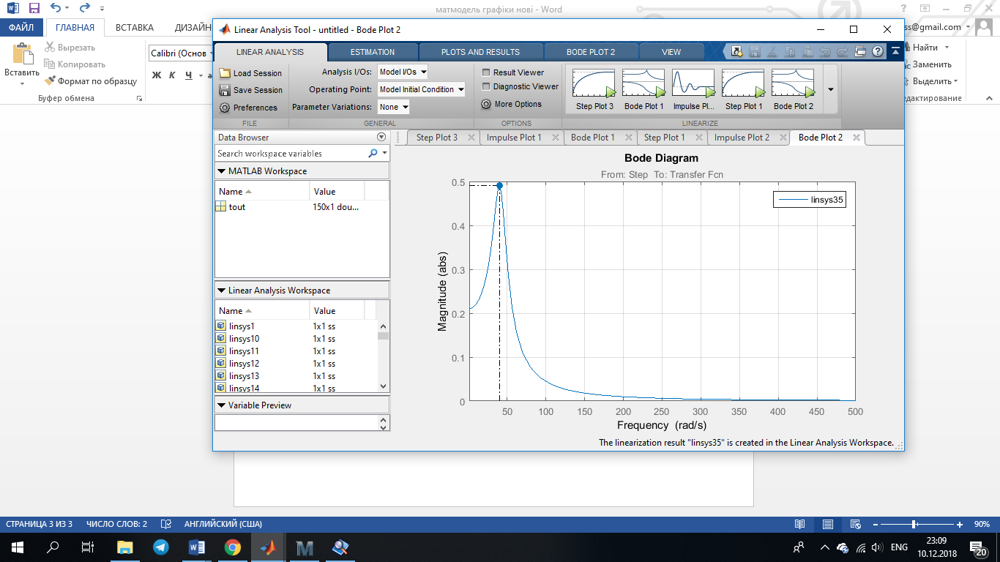 матмодель графіки нові - Word
ФАЙЛ
ГЛАВНАЯ
ВСТАВКА
ДИЗАЙН
ss@gmail.com
Вставить
Вырезать
Копировать
Формат по образцу
Буфер обмена
Calibri (Основ
Ж К Ч
Найти
Заменить
Выделить
дактирование
Linear Analysis Tool - untitled - Bode Plot 2
LINEAR ANALYSIS
ESTIMATION
PLOTS AND RESULTS
BODE PLOT 2
VIEW
Load Session
Save Session
Preferences
FILE
Analysis I/Os: Model I/Os
Operating Point: Model Initial Condition
Parameter Variations: None
GENERAL
Result Viewer
Diagnostic Viewer
More Options
OPTIONS
Step Plot 3
Bode Plot 1
Impulse Pl...
Step Plot 1
Bode Plot 2
LINEARIZE
Data Browser
Search workspace variables
MATLAB Workspace
Name Value
tout 150x1 dou...
Linear Analysis Workspace
Name Value
linsys1 1x1 ss
linsys10 1x1 ss
linsys11 1x1 ss
linsys12 1x1 ss
linsys13 1x1 ss
linsys14 1x1 ss
Variable Preview
Step Plot 3
Impulse Plot 1
Bode Plot 1
Step Plot 1
Impulse Plot 2
Bode Plot 2
Bode Diagram
From: Step To: Transfer Fcn
linsys35
Magnitude (abs)
0.5
0.4
0.3
0.2
0.1
0
50 100 150 200 250 300 350 400 450 500
Frequency (rad/s)
The linearization result "linsys35" is created in the Linear Analysis Workspace.
СТРАНИЦА 3 ИЗ 3
ЧИСЛО СЛОВ: 2
АНГЛИЙСКИЙ (США)
90%
ENG
23:09
10.12.2018
20